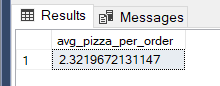 Results Messages
avg_pizza_per_order
1 2.3219672131147